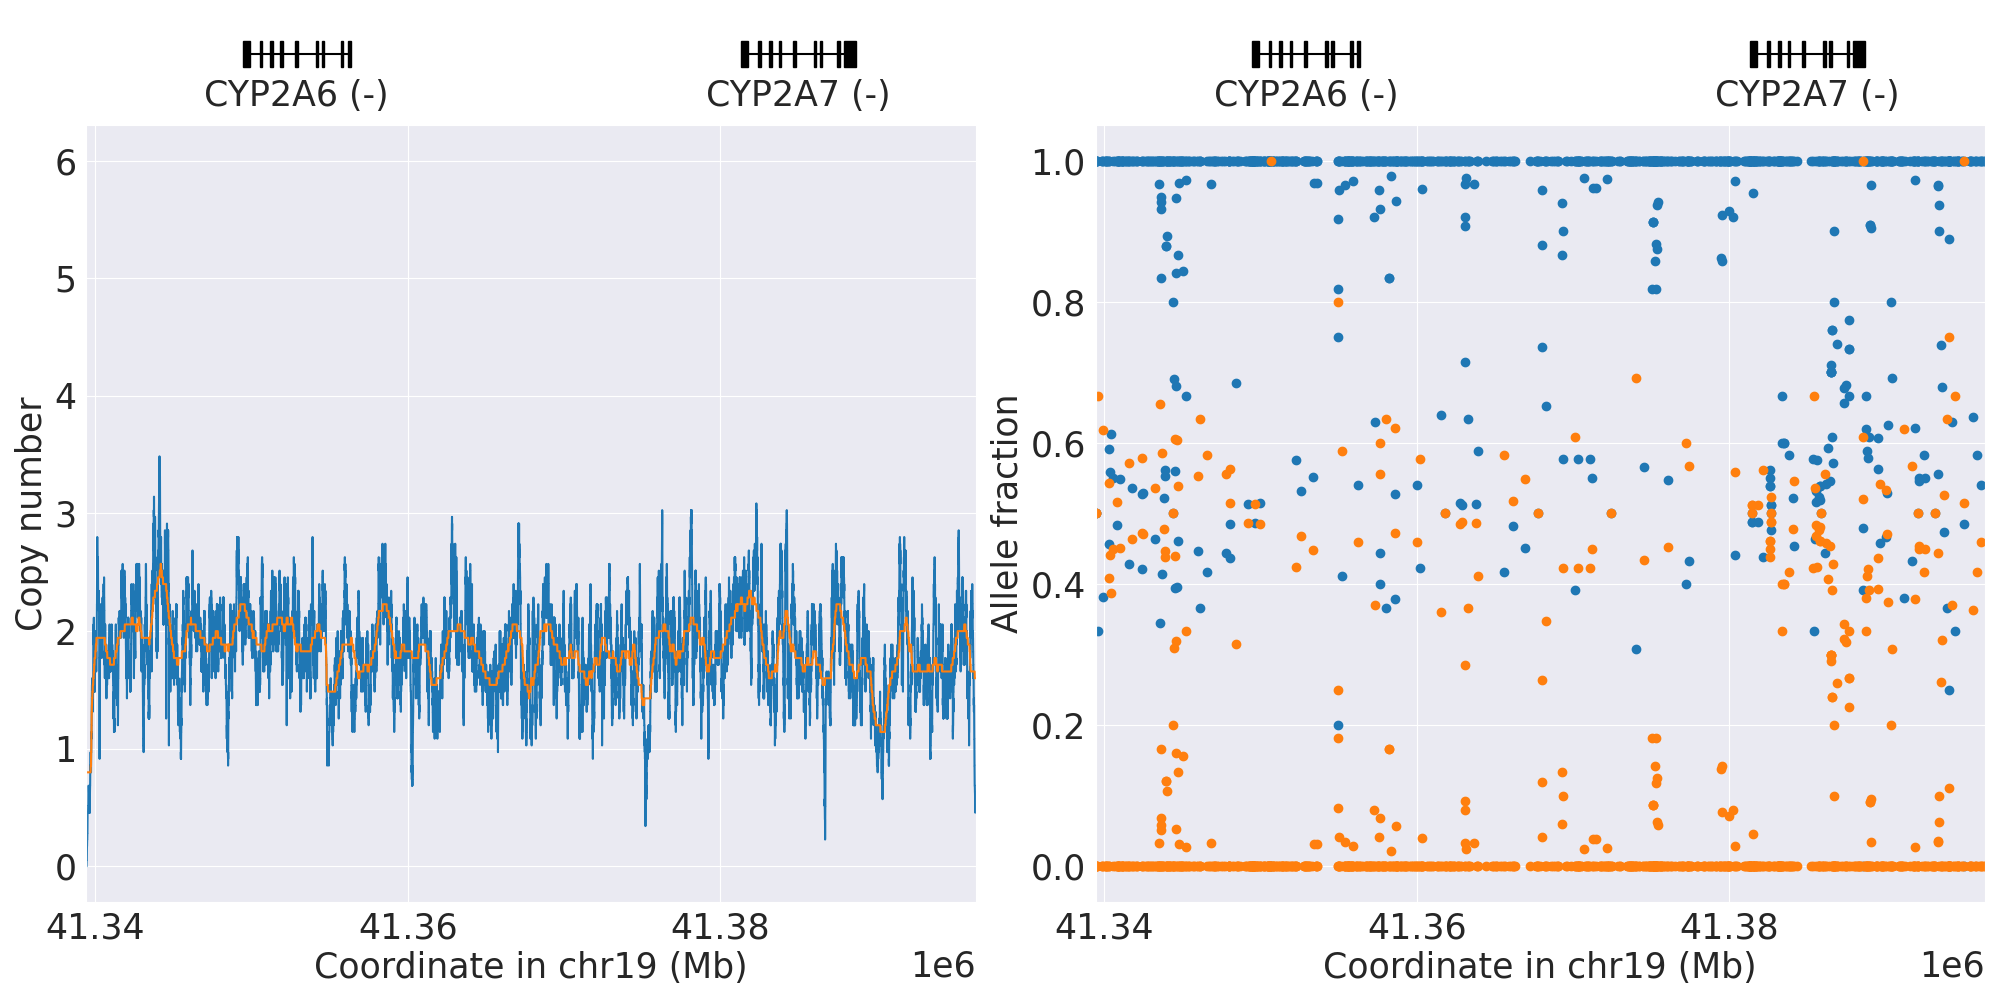 CYP2A6 (-)
CYP2A7 (-)
6
5
4
3
2
1
0
Copy number
41.34
41.36
41.38
Coordinate in chr19 (Mb)
1e6
CYP2A6 (-)
CYP2A7 (-)
1.0
0.8
0.6
0.4
0.2
0.0
Allele fraction
41.34
41.36
41.38
Coordinate in chr19 (Mb)
1e6